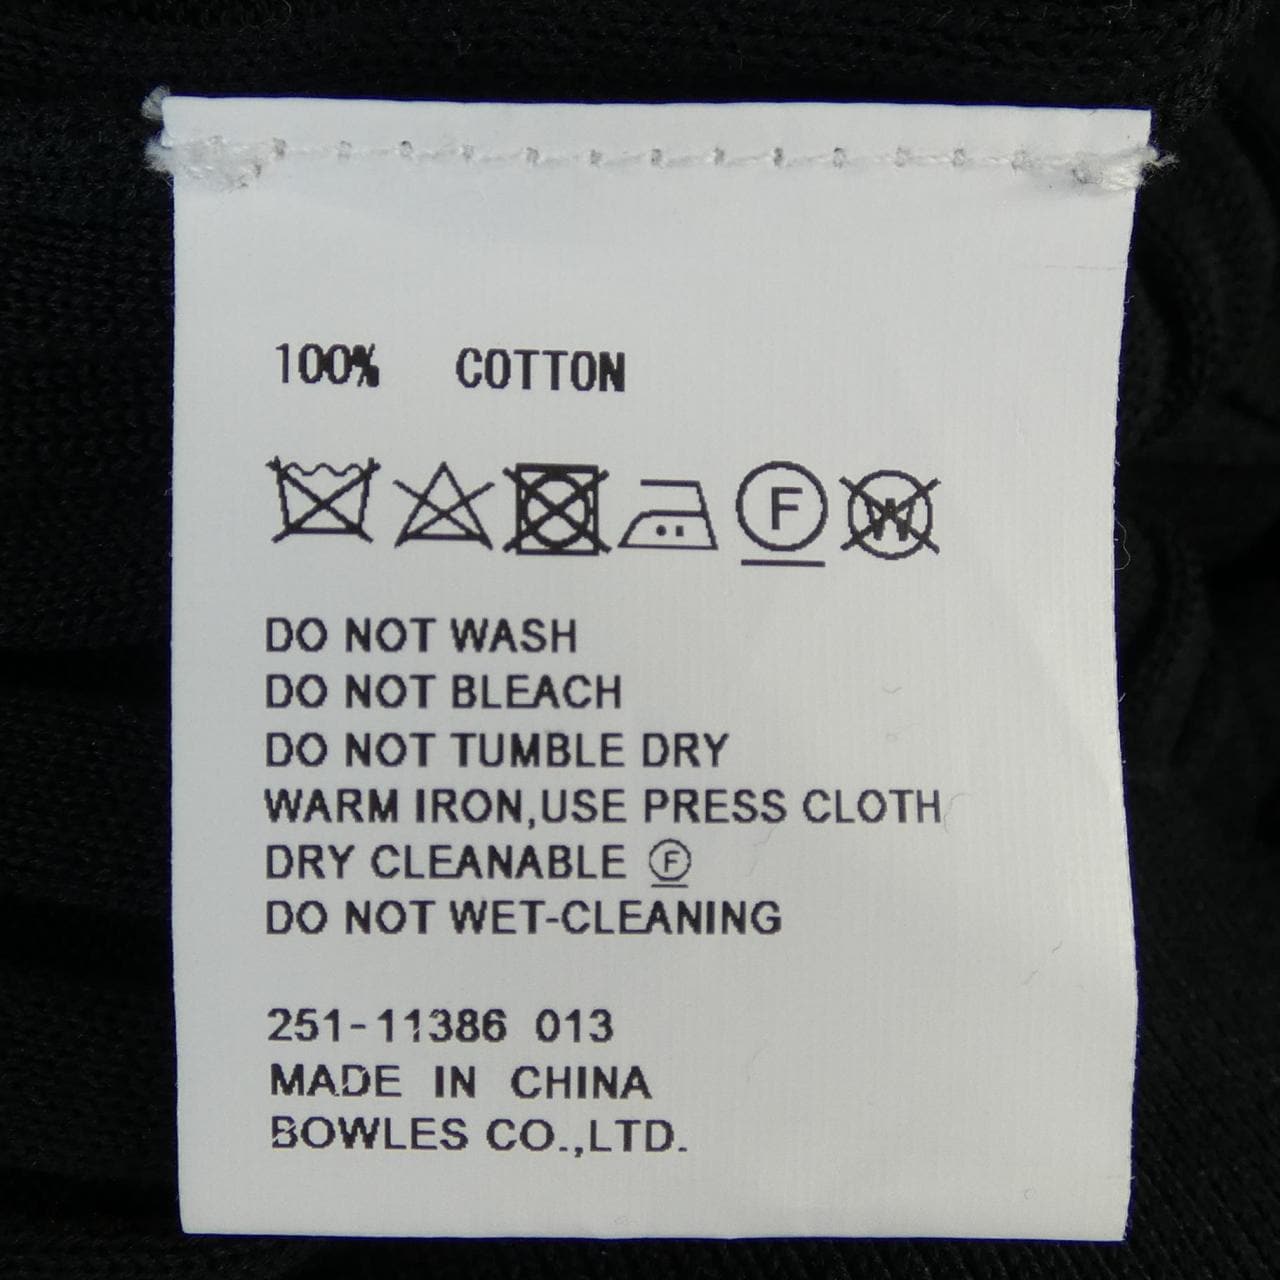 100% COTTON
F W
DO NOT WASH
DO NOT BLEACH
DO NOT TUMBLE DRY
WARM IRON,USE PRESS CLOTH
DRY CLEANABLE Ⓕ
DO NOT WET-CLEANING
251-11386 013
MADE IN CHINA
BOWLES CO.,LTD.